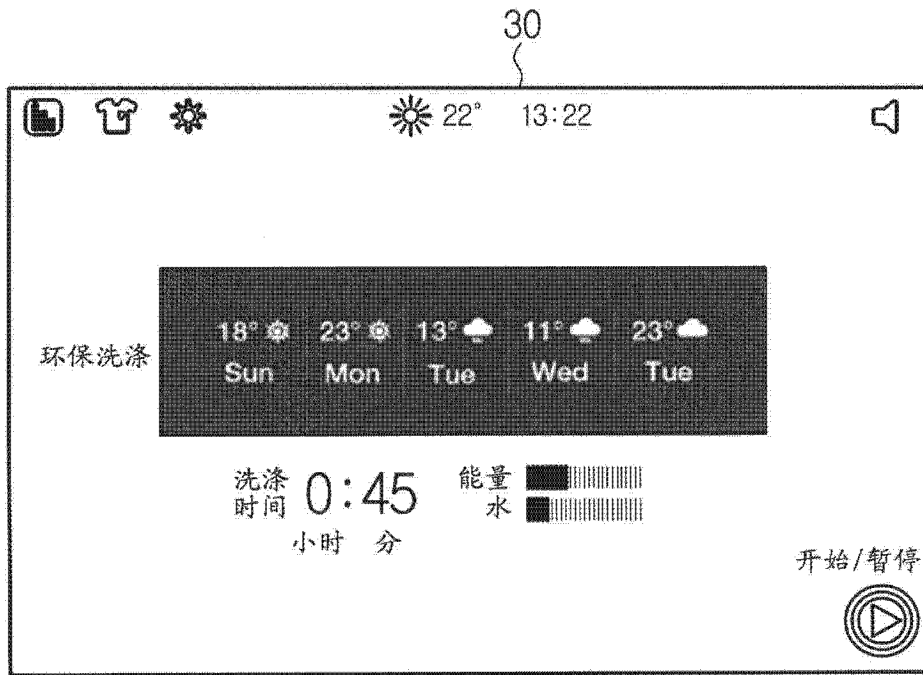 30
22° 13:22
18° 23° 13° 11° 23°
环保洗涤
Sun Mon Tue Wed Tue
洗涤时间 0:45 能量
水
小时 分
开始/暂停